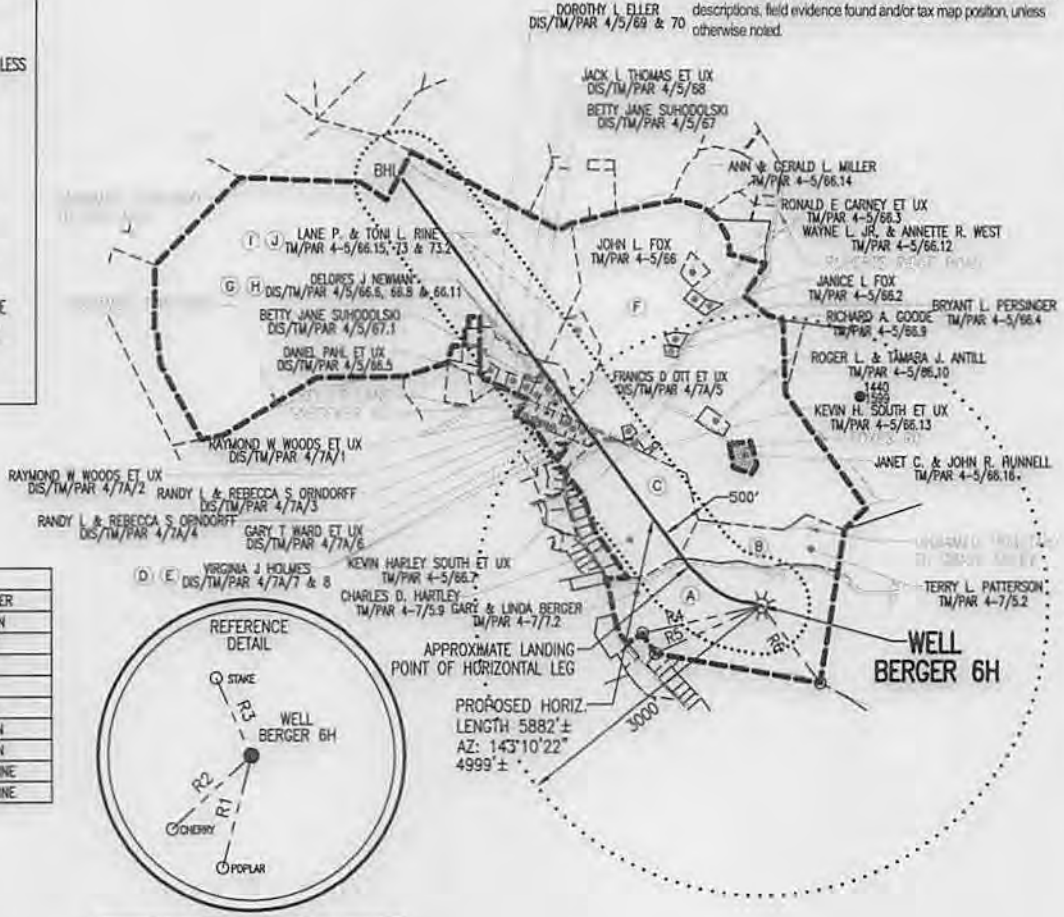 DOROTHY L ELLER
DIS/TM/PAR 4/5/69 & 70
descriptions, field evidence found and/or tax map position, unless
otherwise noted.
LESS
JACK L THOMAS ET UX
DIS/TM/PAR 4/5/68
BETTY JANE SUHODOLSKI
DIS/TM/PAR 4/5/67
BHL
ANN & GERALD L. MILLER
TM/PAR 4-5/66.14
RONALD E CARNEY ET UX
TM/PAR 4-5/66.3
WAYNE L. JR. & ANNETTE R. WEST
TM/PAR 4-5/66.12
ROBERTS RIDGE ROAD
I J LANE P. & TONI L. RINE
TM/PAR 4-5/66.15, 73 & 73.2
JOHN L. FOX
TM/PAR 4-5/66
G H DELORES J NEWMAN
DIS/TM/PAR 4/5/66.6, 66.8 & 66.11
JANICE L FOX
TM/PAR 4-5/66.2
F
BRYANT L. PERSINGER
TM/PAR 4-5/66.4
E
BETTY JANE SUHODOLSKI
DIS/TM/PAR 4/5/67.1
RICHARD A. GOODE
TM/PAR 4-5/66.9
DANIEL PAHL ET UX
DIS/TM/PAR 4/5/66.5
ROGER L. & TAMARA J. ANTILL
TM/PAR 4-5/66.10
FRANCIS D OTT ET UX
DIS/TM/PAR 4/7A/5
1440
1599
KEVIN H. SOUTH ET UX
TM/PAR 4-5/66.13
RAYMOND W WOODS ET UX
DIS/TM/PAR 4/7A/1
JANET C. & JOHN R. HUNNELL
TM/PAR 4-5/66.16
RAYMOND W WOODS ET UX
DIS/TM/PAR 4/7A/2
RANDY L & REBECCA S ORNDORFF
DIS/TM/PAR 4/7A/3
C
500'
RANDY L & REBECCA S ORNDORFF
DIS/TM/PAR 4/7A/4
GARY T WARD ET UX
DIS/TM/PAR 4/7A/6
B
D E VIRGINIA J HOLMES
DIS/TM/PAR 4/7A/7 & 8
KEVIN HARLEY SOUTH ET UX
TM/PAR 4-5/66.7
TERRY L. PATTERSON
TM/PAR 4-7/5.2
CHARLES D. HARTLEY
TM/PAR 4-7/5.9
GARY & LINDA BERGER
TM/PAR 4-7/7.2
A
R4
R5
R6
WELL
BERGER 6H
APPROXIMATE LANDING
POINT OF HORIZONTAL LEG
PROPOSED HORIZ.
LENGTH 5882'±
AZ: 143°10'22"
4999'±
3000'
REFERENCE
DETAIL
STAKE
R3
WELL
BERGER 6H
R2
R1
CHERRY
POPLAR
ER
N
N
N
INE
INE